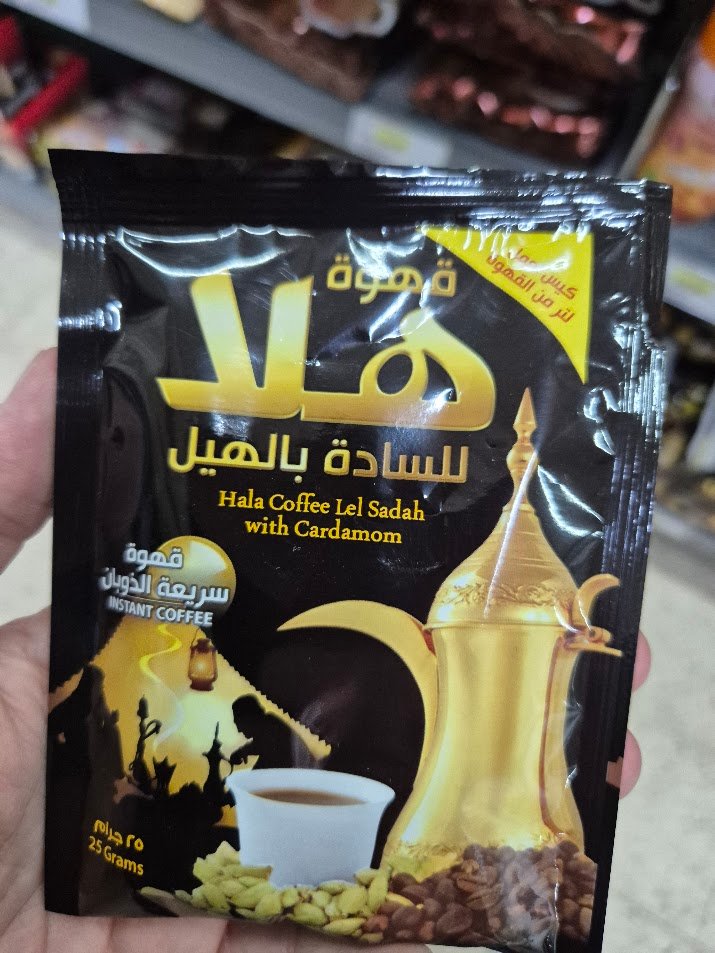 كيس
لتر من القهوة
قهوة
هلا
للسادة بالهيل
Hala Coffee Lel Sadah
with Cardamom
قهوة
سريعة الذوبان
INSTANT COFFEE
٢٥ جرام
25 Grams